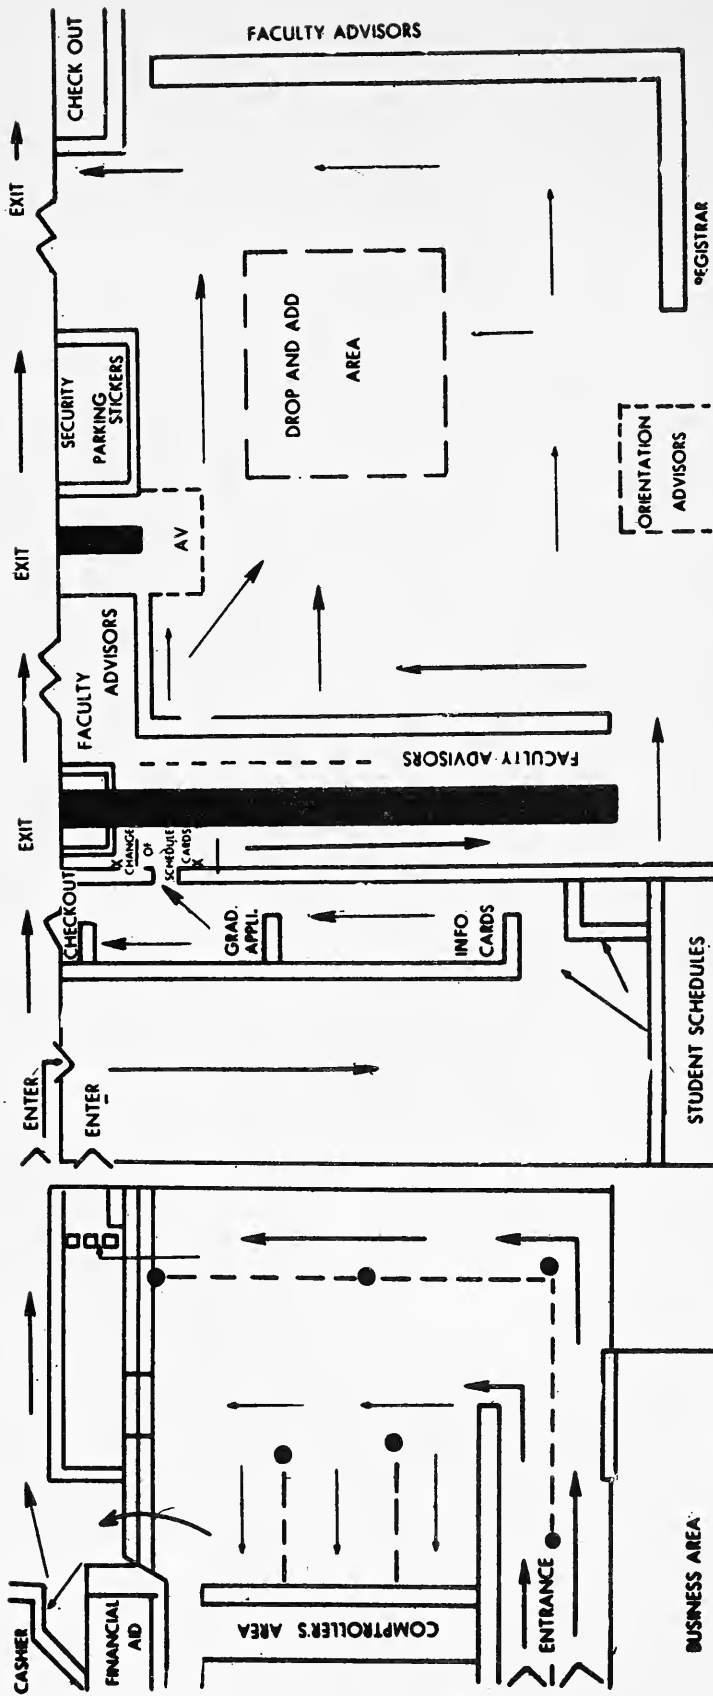 CASHIER
FINANCIAL
AID
COMPTROLLER'S AREA
ENTRANCE
BUSINESS AREA
ENTER
ENTER
CHECKOUT
GRAD.
APPLI.
INFO.
CARDS
STUDENT SCHEDULES
EXIT
X
CHANGE
OF
SCHEDULE
CARDS
X
FACULTY ADVISORS
FACULTY
ADVISORS
EXIT
AV
SECURITY
PARKING
STICKERS
DROP AND ADD
AREA
ORIENTATION
ADVISORS
REGISTRAR
EXIT
CHECK OUT
FACULTY ADVISORS